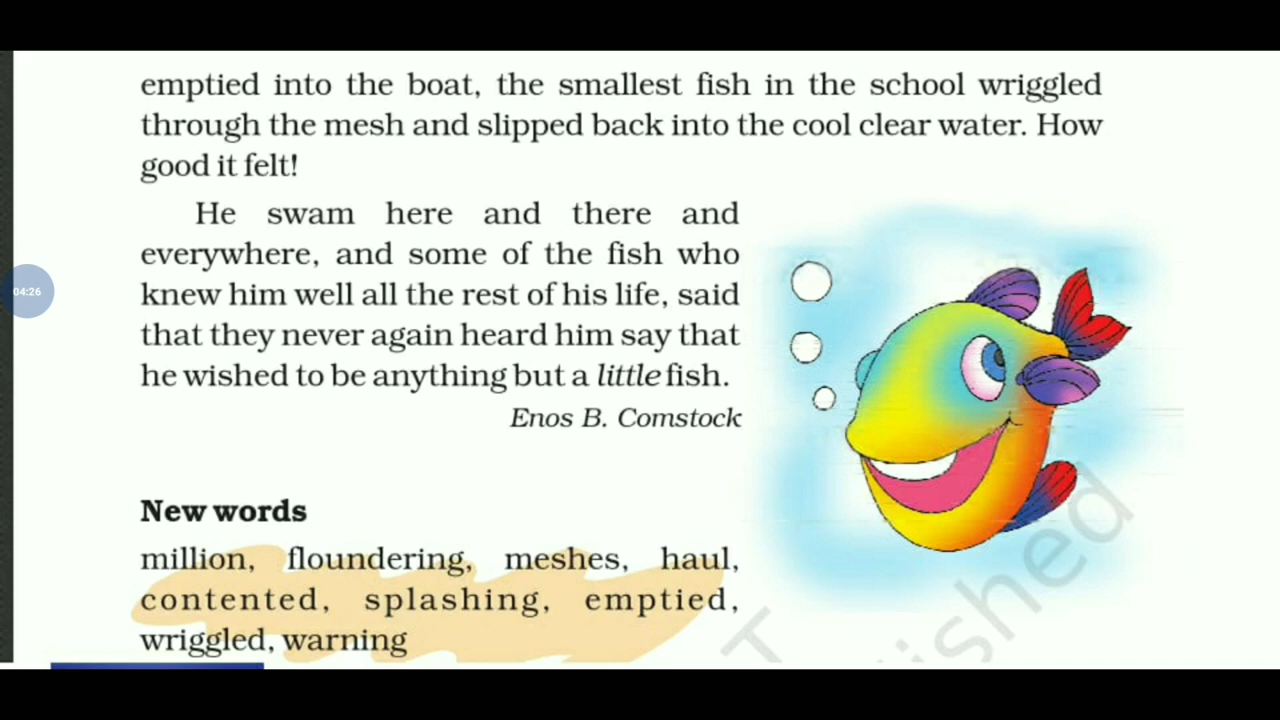 emptied into the boat, the smallest fish in the school wriggled
through the mesh and slipped back into the cool clear water. How
good it felt!
He swam here and there and
everywhere, and some of the fish who
knew him well all the rest of his life, said
that they never again heard him say that
he wished to be anything but a little fish.
Enos B. Comstock
04:26
New words
million, floundering, meshes, haul,
contented, splashing, emptied,
wriggled, warning